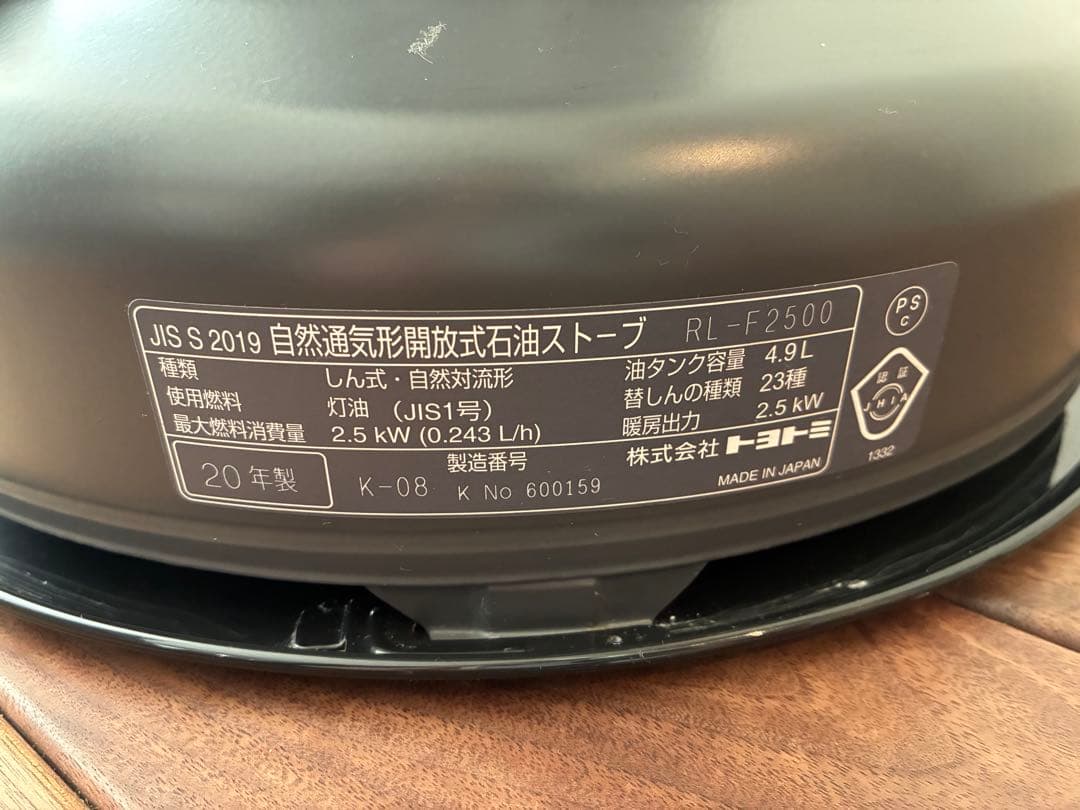 JIS S 2019 自然通気形開放式石油ストーブ RL-F2500
種類 しん式・自然対流形 油タンク容量 4.9L
使用燃料 灯油 (JIS1号) 替しんの種類 23種
最大燃料消費量 2.5 kW (0.243 L/h) 暖房出力 2.5 kW
20年製 製造番号 株式会社 トヨトミ
K-08 K No 600159 MADE IN JAPAN
PS
C
認証
JHIA
1332